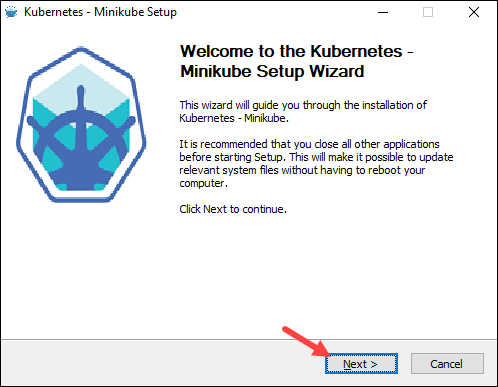 Kubernetes - Minikube Setup
Welcome to the Kubernetes -
Minikube Setup Wizard
This wizard will guide you through the installation of
Kubernetes - Minikube.
It is recommended that you close all other applications
before starting Setup. This will make it possible to update
relevant system files without having to reboot your
computer.
Click Next to continue.
Next >
Cancel